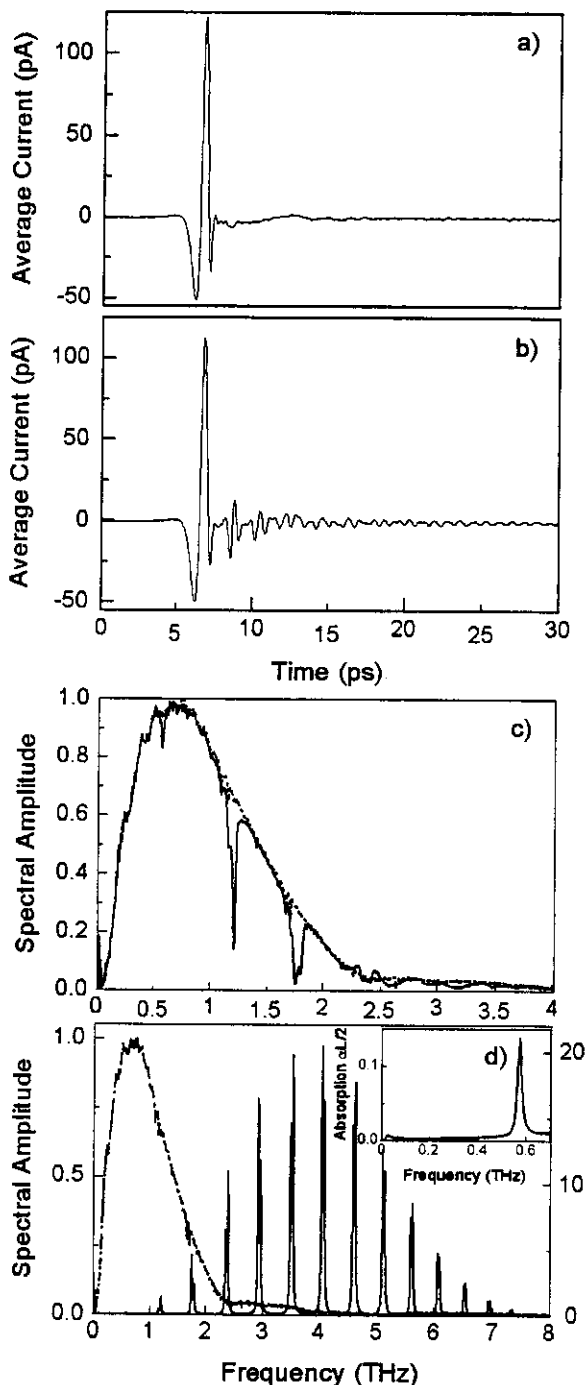 a)
Average Current (pA)
100
50
0
-50
b)
Average Current (pA)
100
50
0
-50
0 5 10 15 20 25 30
Time (ps)
c)
Spectral Amplitude
1.0
0.8
0.6
0.4
0.2
0.0
0 0.5 1 1.5 2 2.5 3 3.5 4
d)
Spectral Amplitude
1.0
0.5
0.0
20
10
0
Absorption αL/2
0.1
0.0
0 0.2 0.4 0.6
Frequency (THz)
0 1 2 3 4 5 6 7 8
Frequency (THz)